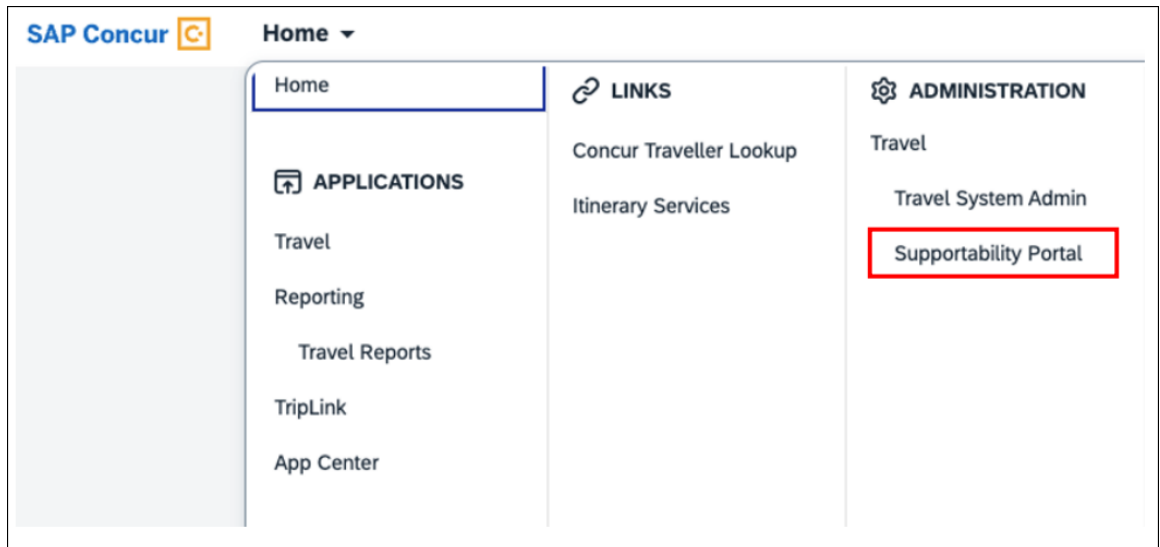 SAP Concur C
Home
Home
APPLICATIONS
Travel
Reporting
Travel Reports
TripLink
App Center
LINKS
Concur Traveller Lookup
Itinerary Services
ADMINISTRATION
Travel
Travel System Admin
Supportability Portal